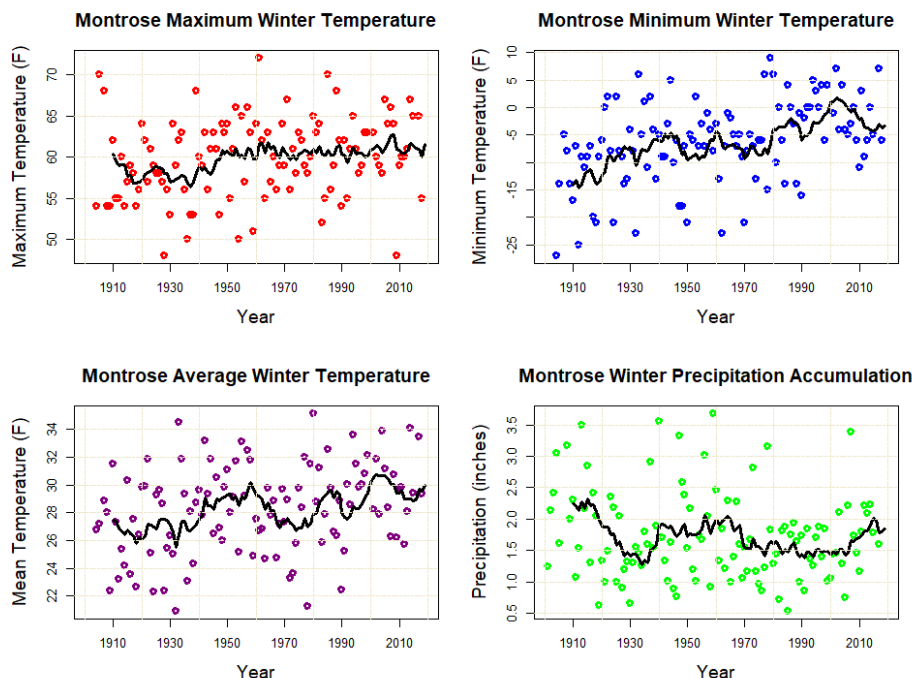 Montrose Maximum Winter Temperature
Maximum Temperature (F)
70
65
60
55
50
1910 1930 1950 1970 1990 2010
Year
Montrose Minimum Winter Temperature
Minimum Temperature (F)
10
5
0
-5
-15
-25
1910 1930 1950 1970 1990 2010
Year
Montrose Average Winter Temperature
Mean Temperature (F)
34
32
30
28
26
24
22
1910 1930 1950 1970 1990 2010
Year
Montrose Winter Precipitation Accumulation
Precipitation (inches)
3.5
3.0
2.5
2.0
1.5
1.0
0.5
1910 1930 1950 1970 1990 2010
Year